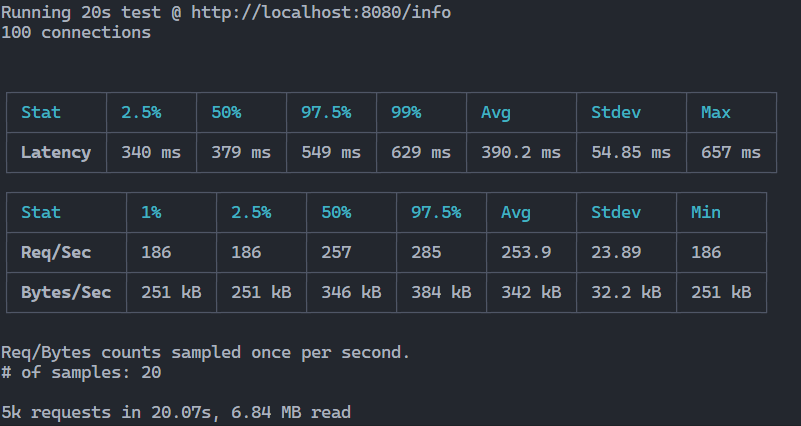 Running 20s test @ http://localhost:8080/info
100 connections
Stat 2.5% 50% 97.5% 99% Avg Stdev Max
Latency 340 ms 379 ms 549 ms 629 ms 390.2 ms 54.85 ms 657 ms
Stat 1% 2.5% 50% 97.5% Avg Stdev Min
Req/Sec 186 186 257 285 253.9 23.89 186
Bytes/Sec 251 kB 251 kB 346 kB 384 kB 342 kB 32.2 kB 251 kB
Req/Bytes counts sampled once per second.
# of samples: 20
5k requests in 20.07s, 6.84 MB read